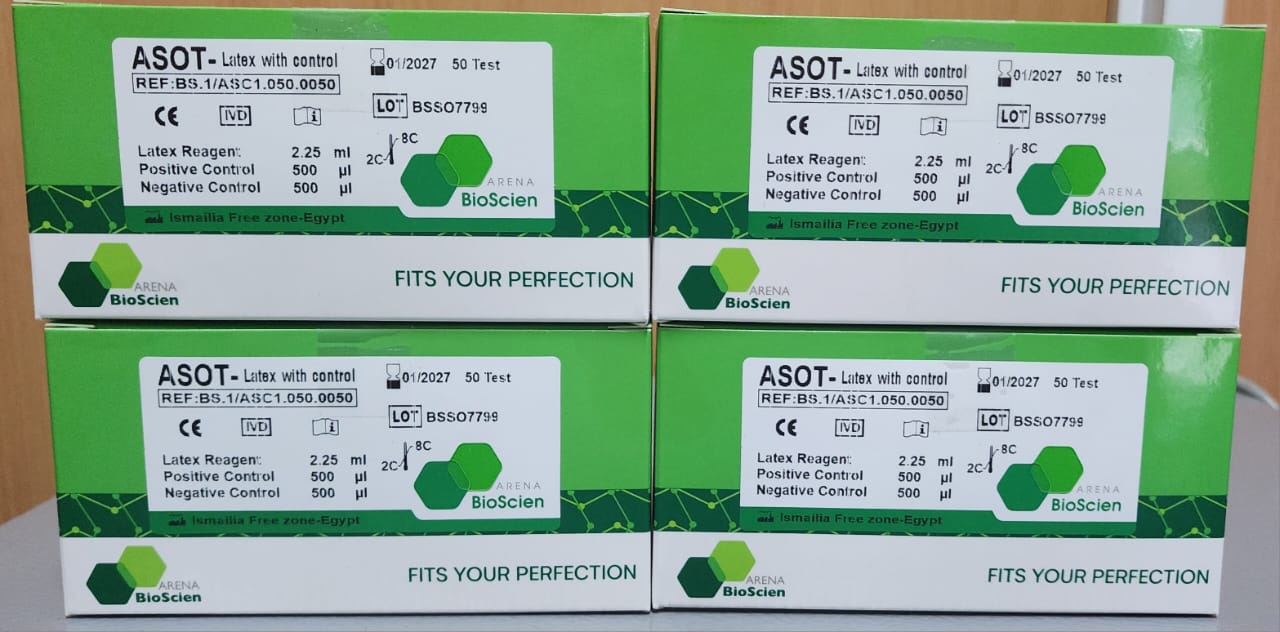 ASOT- Latex with control
01/2027 50 Test
REF:BS.1/ASC1.050.0050
LOT BSSO7799
CE IVD i
2C 8C
Latex Reagent: 2.25 ml
Positive Control 500 µl
Negative Control 500 µl
ARENA
BioScien
Ismailia Free zone-Egypt
ARENA
BioScien
FITS YOUR PERFECTION
ASOT- Latex with control
01/2027 50 Test
REF:BS.1/ASC1.050.0050
LOT BSSO7799
CE IVD i
2C 8C
Latex Reagent: 2.25 ml
Positive Control 500 µl
Negative Control 500 µl
ARENA
BioScien
Ismailia Free zone-Egypt
ARENA
BioScien
FITS YOUR PERFECTION
ASOT- Latex with control
01/2027 50 Test
REF:BS.1/ASC1.050.0050
LOT BSSO7799
CE IVD i
2C 8C
Latex Reagent: 2.25 ml
Positive Control 500 µl
Negative Control 500 µl
ARENA
BioScien
Ismailia Free zone-Egypt
ARENA
BioScien
FITS YOUR PERFECTION
ASOT- Latex with control
01/2027 50 Test
REF:BS.1/ASC1.050.0050
LOT BSSO7799
CE IVD i
2C 8C
Latex Reagent: 2.25 ml
Positive Control 500 µl
Negative Control 500 µl
ARENA
BioScien
Ismailia Free zone-Egypt
ARENA
BioScien
FITS YOUR PERFECTION